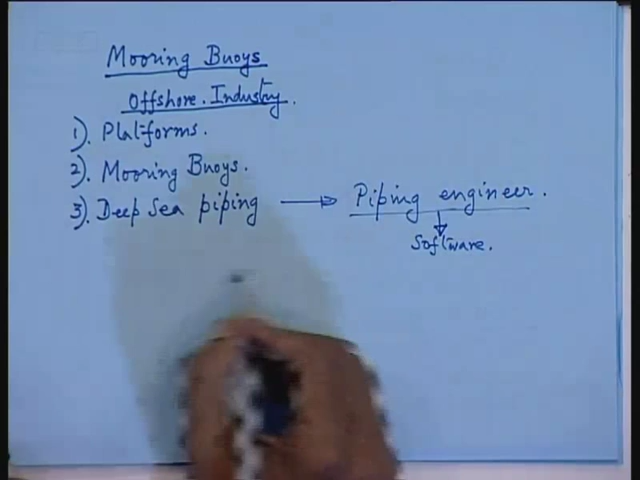 Mooring Buoys
Offshore. Industry.
1). Platforms.
2). Mooring Buoys.
3). Deep Sea piping → Piping engineer.
Software.